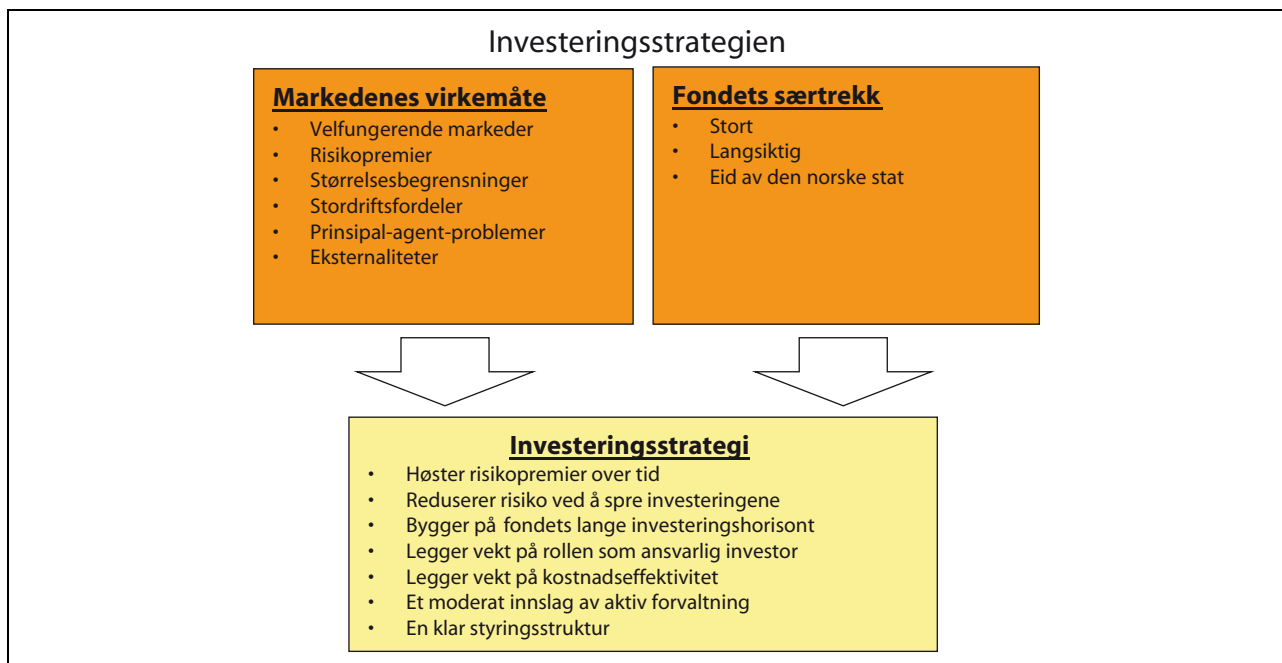 Investeringsstrategien
Markedenes virkemåte
• Velfungerende markeder
• Risikopremier
• Størrelsesbegrensninger
• Stordriftsfordeler
• Prinsipal-agent-problemer
• Eksternaliteter
Fondets særtrekk
• Stort
• Langsiktig
• Eid av den norske stat
Investeringsstrategi
• Høster risikopremier over tid
• Reduserer risiko ved å spre investeringene
• Bygger på fondets lange investeringshorisont
• Legger vekt på rollen som ansvarlig investor
• Legger vekt på kostnadseffektivitet
• Et moderat innslag av aktiv forvaltning
• En klar styringsstruktur